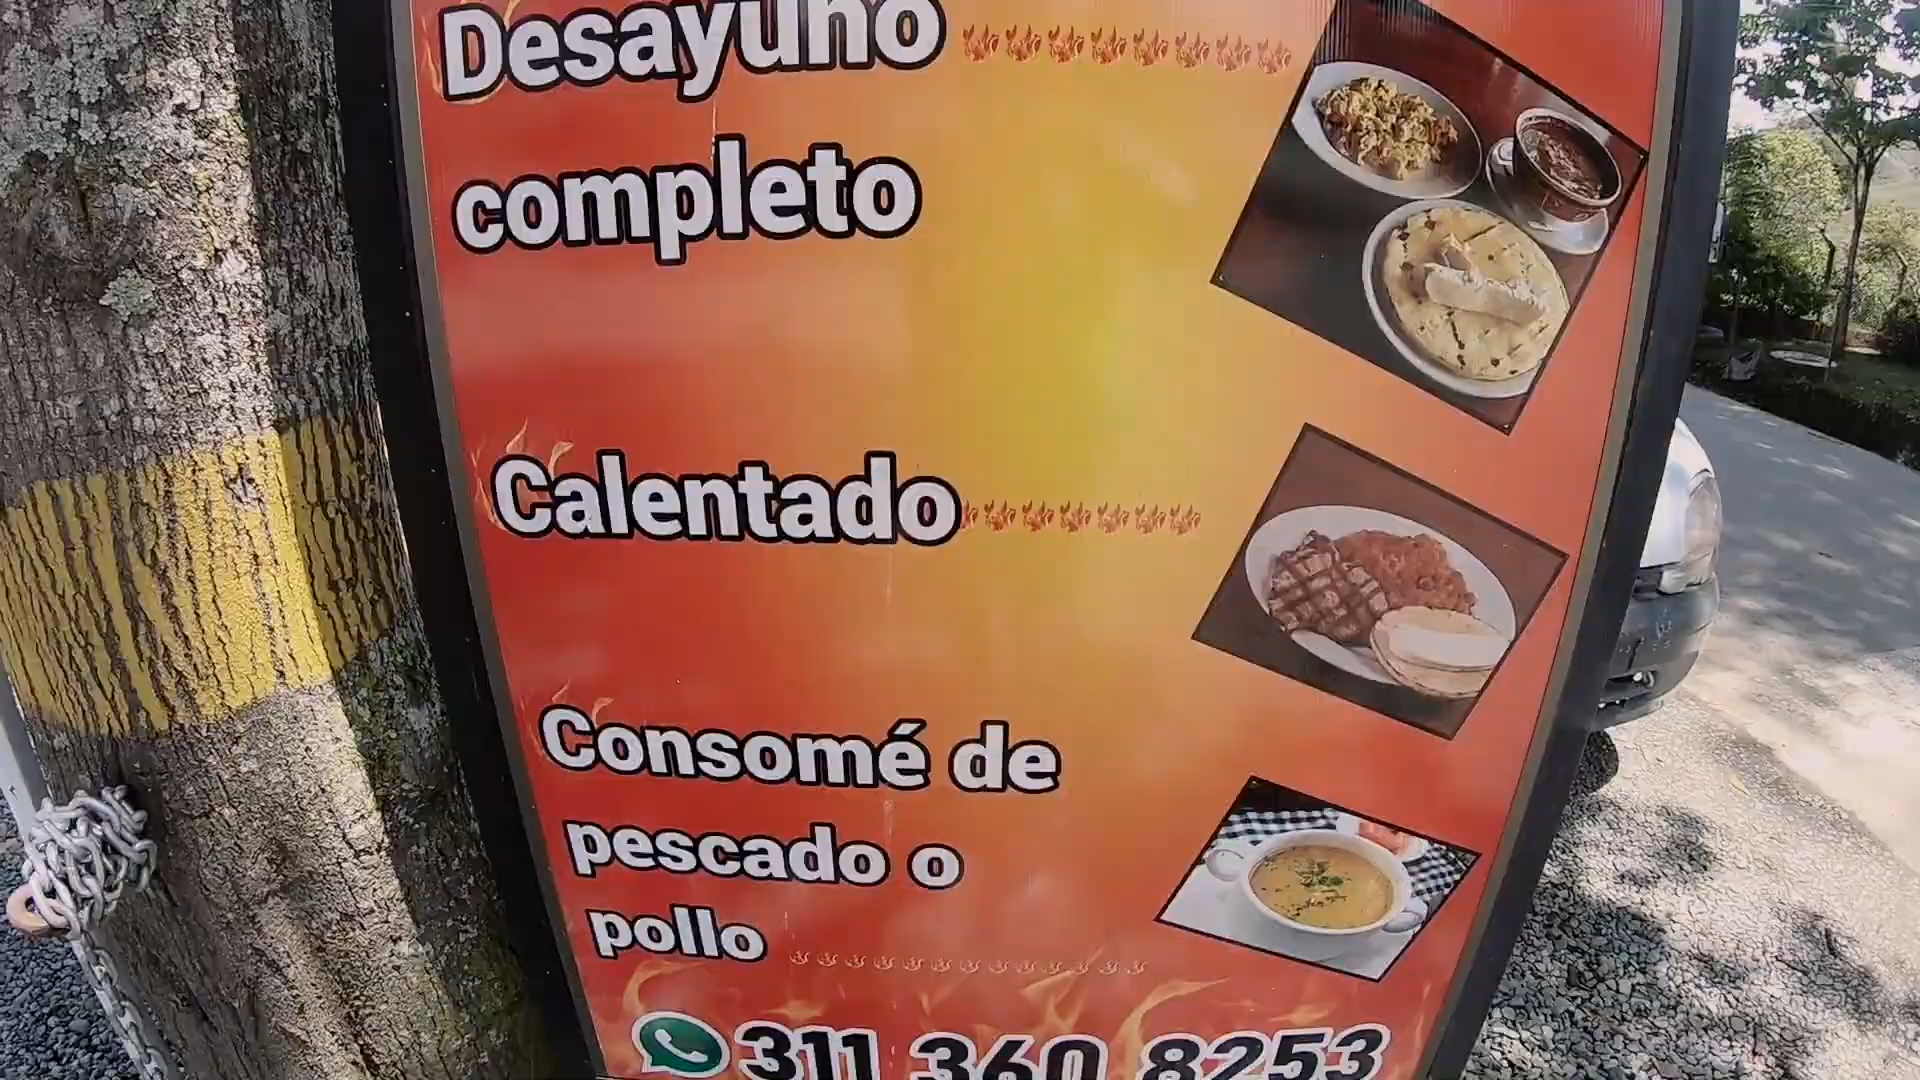 Desayuno
completo
Calentado
Consomé de
pescado o
pollo
311 360 8253